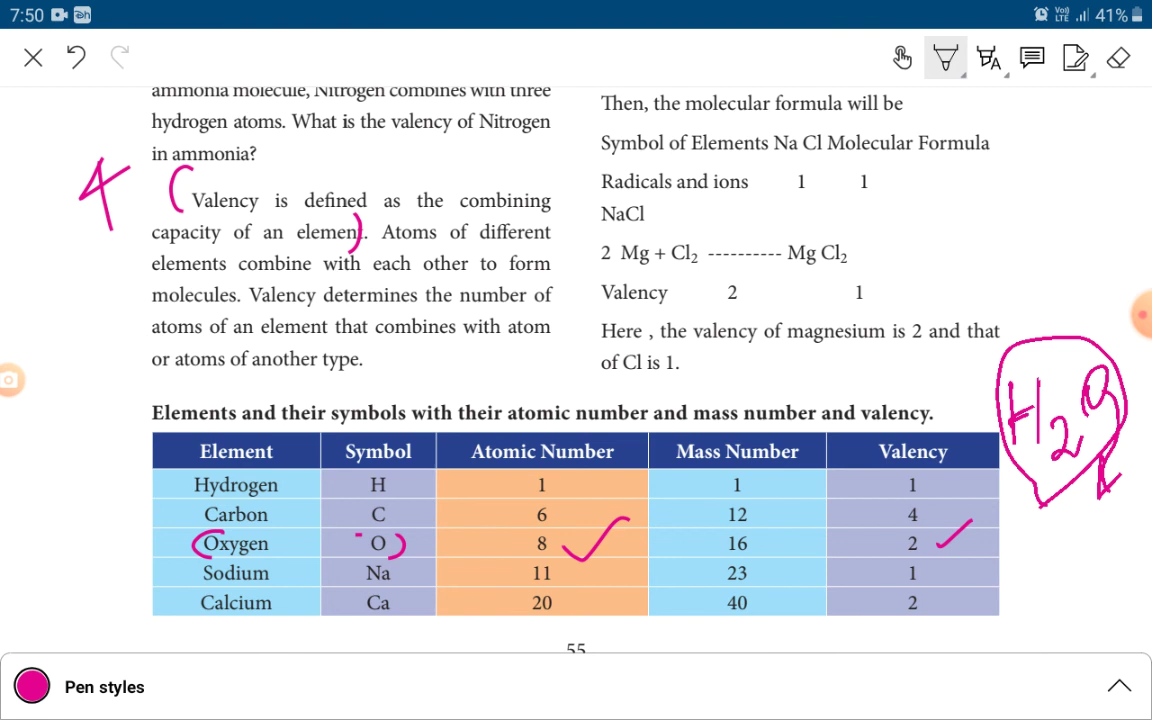 7:50
41%
ammonia molecule, Nitrogen combines with three
hydrogen atoms. What is the valency of Nitrogen
in ammonia?
4
Valency is defined as the combining
capacity of an element. Atoms of different
elements combine with each other to form
molecules. Valency determines the number of
atoms of an element that combines with atom
or atoms of another type.
Then, the molecular formula will be
Symbol of Elements Na Cl Molecular Formula
Radicals and ions 1 1
NaCl
2 Mg + Cl₂ ---------- Mg Cl₂
Valency 2 1
Here , the valency of magnesium is 2 and that
of Cl is 1.
H₂O
Elements and their symbols with their atomic number and mass number and valency.
Element Symbol Atomic Number Mass Number Valency
Hydrogen H 1 1 1
Carbon C 6 12 4
Oxygen O 8 16 2
Sodium Na 11 23 1
Calcium Ca 20 40 2
55
Pen styles